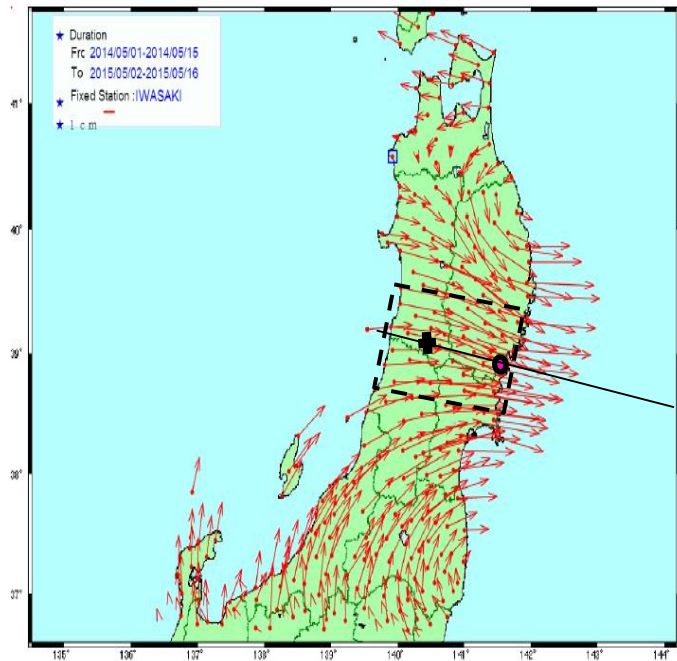 ★ Duration
Frc 2014/05/01-2014/05/15
To 2015/05/02-2015/05/16
★ Fixed Station :IWASAKI
★ 1 cm
41°
40°
39°
38°
37°
135° 136° 137° 138° 139° 140° 141° 142° 143° 144°